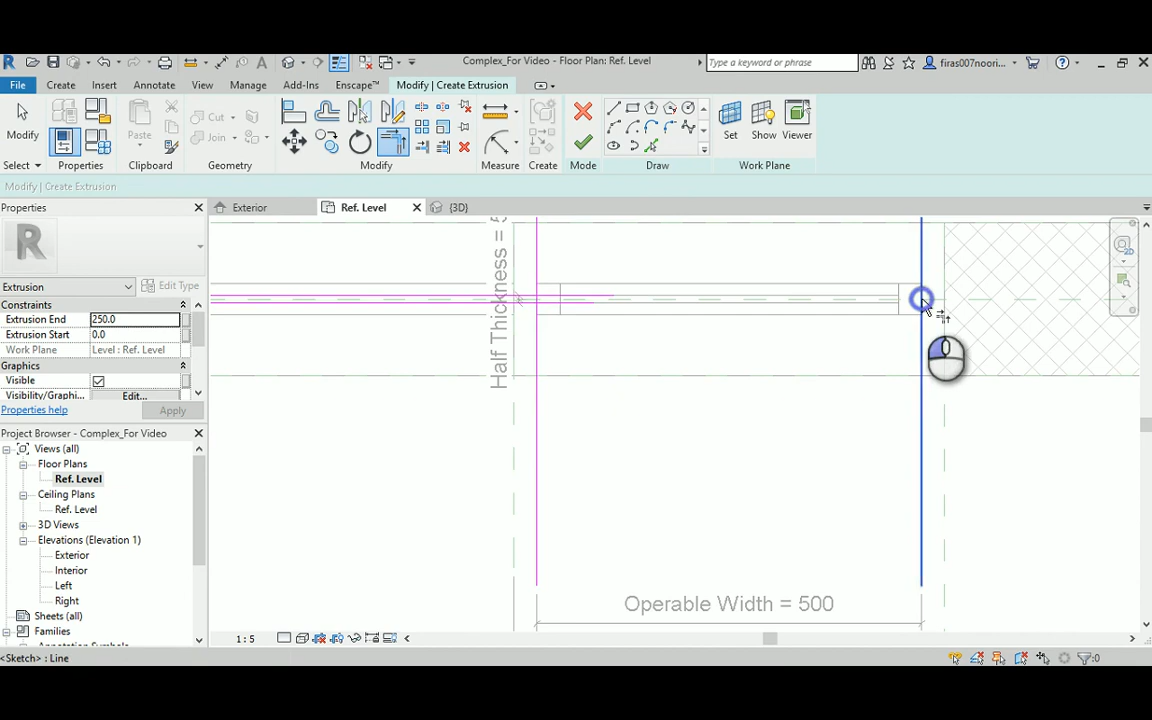 Complex_For Video - Floor Plan: Ref. Level
Type a keyword or phrase
firas007noori...
File Create Insert Annotate View Manage Add-Ins Enscape™ Modify | Create Extrusion
Modify
Paste
Cut
Join
Set Show Viewer
Select Properties Clipboard Geometry Modify Measure Create Mode Draw Work Plane
Modify | Create Extrusion
Properties
Exterior
Ref. Level
{3D}
R
Extrusion
Edit Type
Constraints
Extrusion End 250.0
Extrusion Start 0.0
Work Plane Level : Ref. Level
Graphics
Visible
Visibility/Graphi... Edit...
Properties help
Apply
Half Thickness =
Project Browser - Complex_For Video
Views (all)
Floor Plans
Ref. Level
Ceiling Plans
Ref. Level
3D Views
Elevations (Elevation 1)
Exterior
Interior
Left
Right
Sheets (all)
Families
Annotation Symbols
Operable Width = 500
1 : 5
<Sketch> : Line
:0